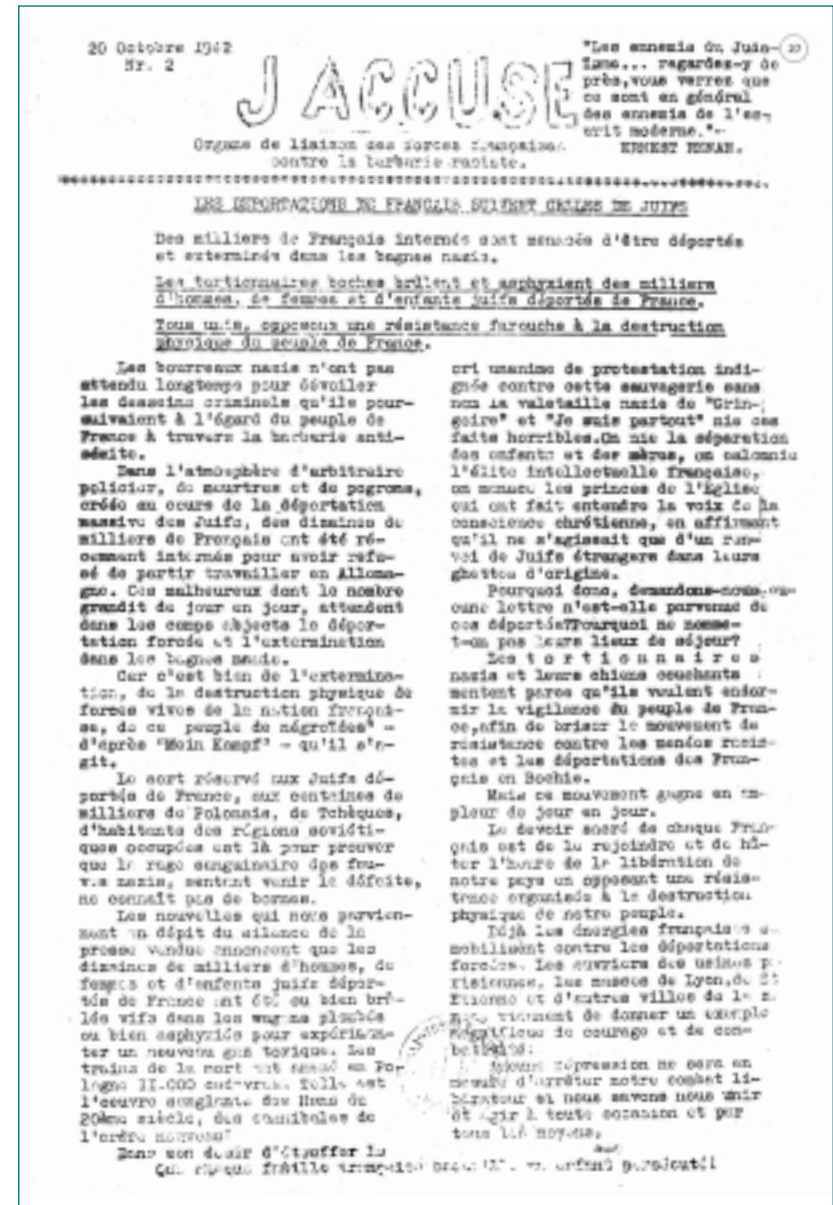 20 Octobre 1942
Nr. 2
J ACCUSE
"Les ennemis du Judaï-
regardez-y de
près, vous verrez que
ce sont en général
des ennemis de l'es-
prit moderne."-
ERNEST RENAN.
27
Organe de liaison des forces françaises
contre la barbarie raciste.
LES DEPORTATIONS DE FRANCAIS SUIVENT CELLES DE JUIFS
Des milliers de Français internés sont menacés d'être déportés
et exterminés dans les bagnes nazis.
Les tortionnaires boches brûlent et asphyxient des milliers
d'hommes, de femmes et d'enfants juifs déportés de France.
Tous unis, opposons une résistance farouche à la destruction
physique du peuple de France.
Les bourreaux nazis n'ont pas
attendu longtemps pour dévoiler
les desseins criminels qu'ils pour-
suivaient à l'égard du peuple de
France à travers la barbarie anti-
sémite.
Dans l'atmosphère d'arbitraire
policier, de meurtres et de pogroms,
créée au cours de la déportation
massive des Juifs, des dizaines de
milliers de Français ont été ré-
cemment internés pour avoir refu-
sé de partir travailler en Allema-
gne. Ces malheureux dont le nombre
grandit de jour en jour, attendent
dans les camps abjects la dépor-
tation forcée et l'extermination
dans les bagnes nazis.
Car c'est bien de l'extermina-
tion, de la destruction physique de
forces vives de la nation françai-
se, de ce peuple de négroïdes" -
d'après "Mein Kampf" - qu'il s'a-
git.
Le sort réservé aux Juifs dé-
portés de France, aux centaines de
milliers de Polonais, de Tchèques,
d'habitants des régions soviéti-
ques occupées est là pour prouver
que la rage sanguinaire des fau-
v.s nazis, sentant venir la défaite,
ne connaît pas de bornes.
Les nouvelles qui nous parvien-
nent en dépit du silence de la
presse vendue annoncent que les
dizaines de milliers d'hommes, de
femmes et d'enfants juifs dépor-
tés de France ont été ou bien brû-
lés vifs dans les wagons plombés
ou bien asphyxiés pour expérimen-
ter un nouveau gaz toxique. Les
trains de la mort ont amené en Po-
logne II.000 cadavres. Telle est
l'oeuvre sanglante des Huns du
20ème siècle, des cannibales de
l'ordre nouveau!
Dans son désir d'étouffer le
cri unanime de protestation indi-
gnée contre cette sauvagerie sans
nom la valetaille nazie de "Grin-
goire" et "Je suis partout" nie ces
faits horribles. On nie la séparation
des enfants et des mères, on calomnie
l'élite intellectuelle française,
on menace les princes de l'Eglise
qui ont fait entendre la voix de la
conscience chrétienne, en affirmant
qu'il ne s'agissait que d'un ren-
voi de Juifs étrangers dans leurs
ghettos d'origine.
Pourquoi donc, demandons-nous, au-
cune lettre n'est-elle parvenue de
ces déportés? Pourquoi ne nomme-
t-on pas leurs lieux de séjour?
Les t o r t i o n n a i r e s
nazis et leurs chiens couchants
mentent parce qu'ils veulent endor-
mir la vigilance du peuple de Fran-
ce, afin de briser le mouvement de
résistance contre les menées racis-
tes et les déportations des Fran-
çais en Bochie.
Mais ce mouvement gagne en am-
pleur de jour en jour.
Le devoir sacré de chaque Fran-
çais est de le rejoindre et de hâ-
ter l'heure de la libération de
notre pays en opposant une résis-
tance organisée à la destruction
physique de notre peuple.
Déjà les énergies françaises se
mobilisent contre les déportations
forcées. Les ouvriers des usines pa-
risiennes, les masses de Lyon, de St
Etienne et d'autres villes de la z.
viennent de donner un exemple
magnifique de courage et de com-
bativité.
répression ne sera en
mesure d'arrêter notre combat li-
bérateur si nous savons nous unir
et agir à toute occasion et par
tous les moyens.
Que chaque famille française un enfant persécuté!